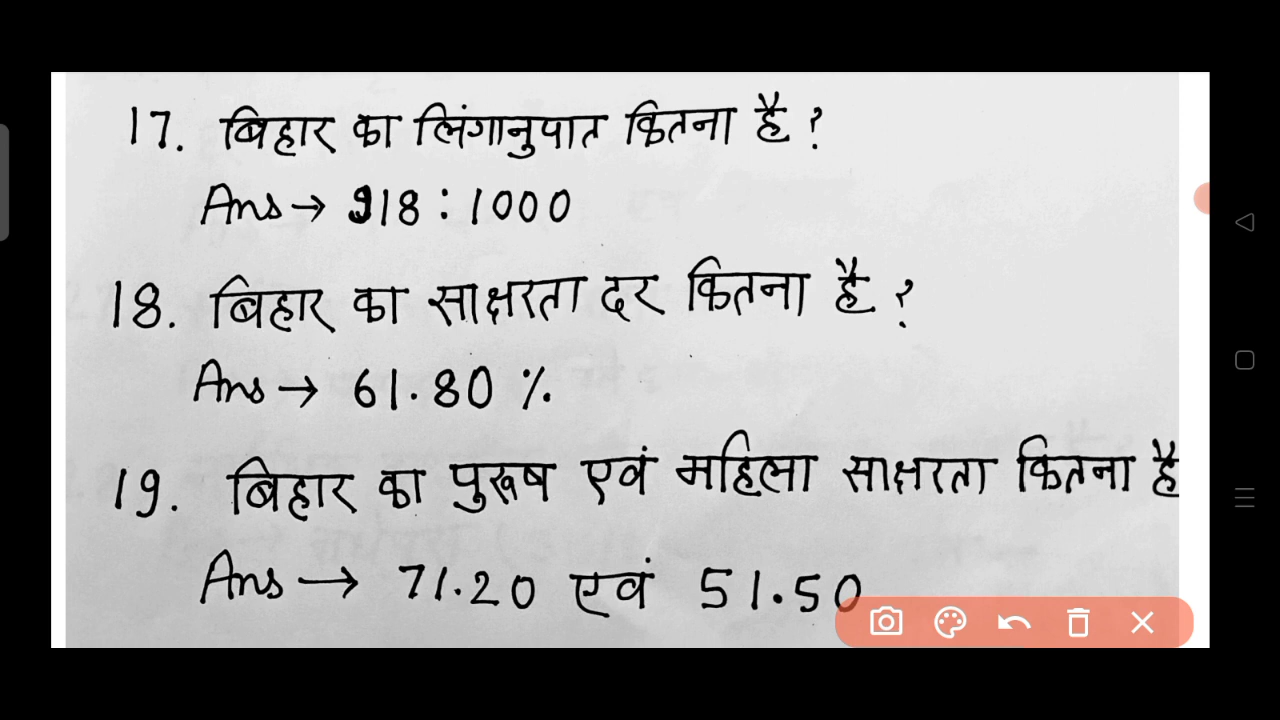 17. बिहार का लिंगानुपात कितना है ?
Ans → 918 : 1000
18. बिहार का साक्षरता दर कितना है ?
Ans → 61.80 %
19. बिहार का पुरूष एवं महिला साक्षरता कितना है
Ans → 71.20 एवं 51.50